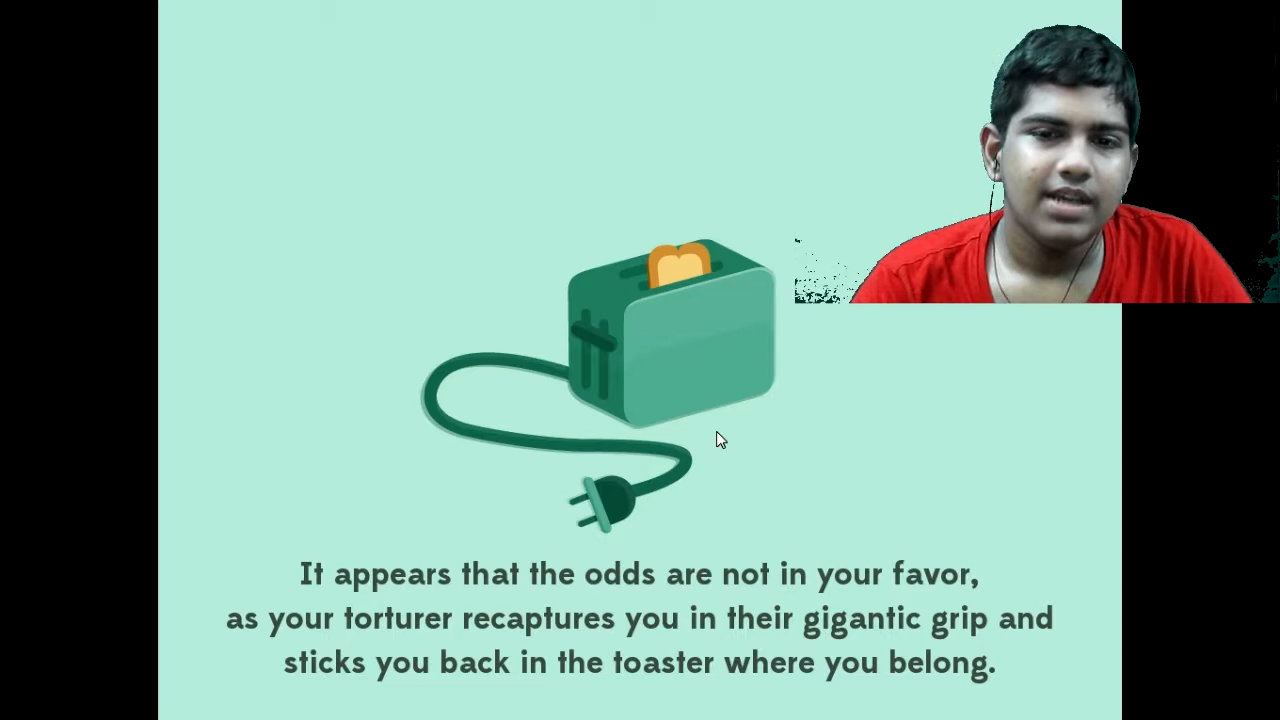 It appears that the odds are not in your favor,
as your torturer recaptures you in their gigantic grip and
sticks you back in the toaster where you belong.